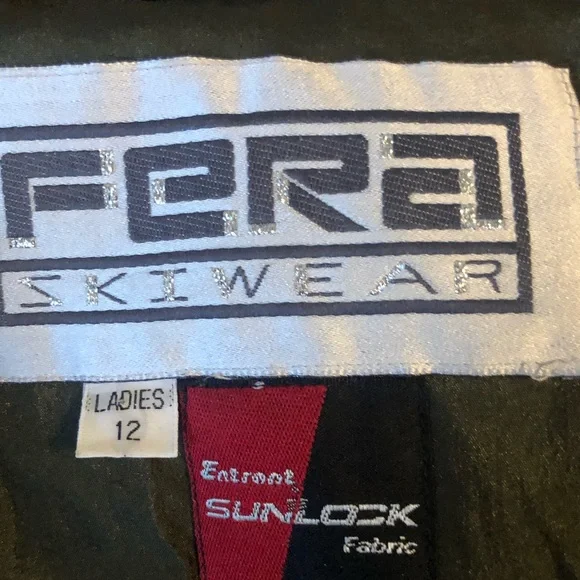 FERA
SKIWEAR
LADIES
12
Entrant
SUNLOCK
Fabric